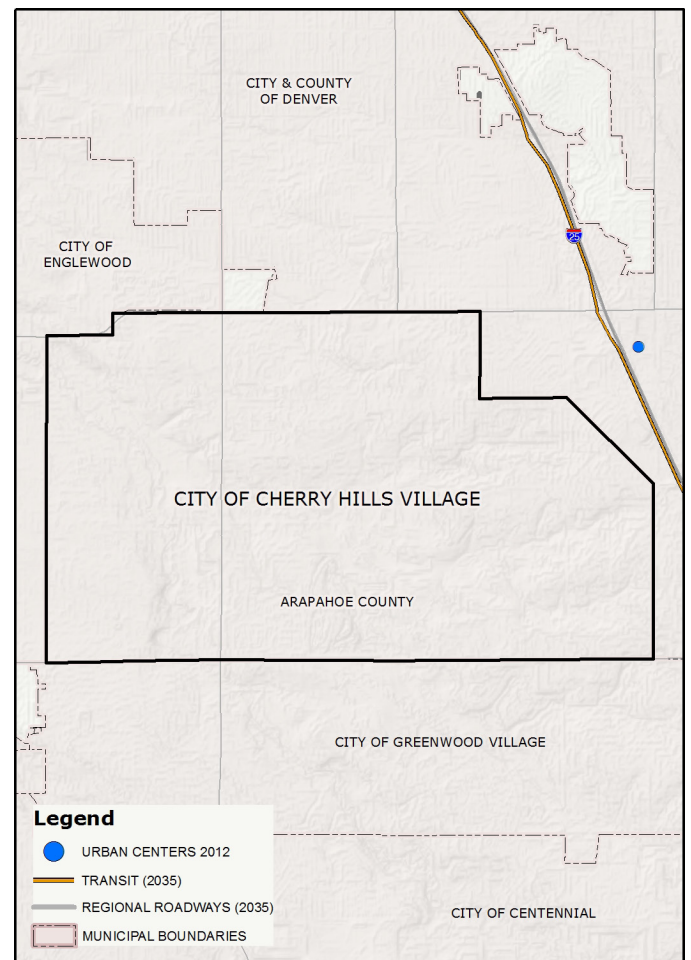 CITY & COUNTY
OF DENVER
25
CITY OF
ENGLEWOOD
CITY OF CHERRY HILLS VILLAGE
ARAPAHOE COUNTY
CITY OF GREENWOOD VILLAGE
Legend
URBAN CENTERS 2012
TRANSIT (2035)
REGIONAL ROADWAYS (2035)
MUNICIPAL BOUNDARIES
CITY OF CENTENNIAL